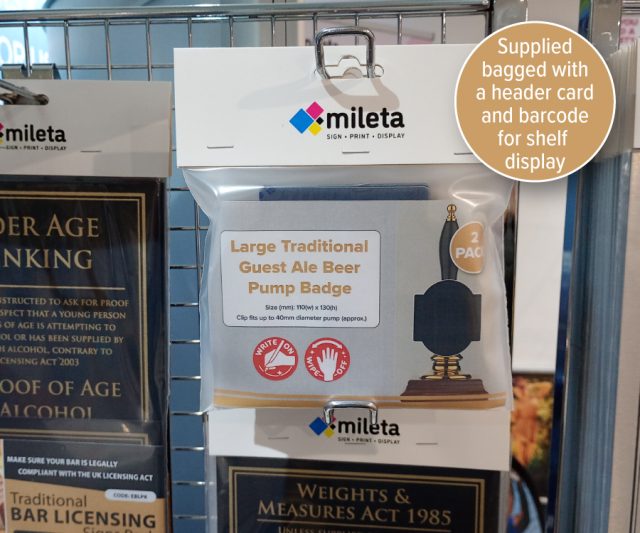 Supplied
bagged with
a header card
and barcode
for shelf
display
mileta
SIGN • PRINT • DISPLAY
mileta
SIGN • PRINT • DISPLAY
Large Traditional
Guest Ale Beer
Pump Badge
Size (mm): 110(w) x 130(h)
Clip fits up to 40mm diameter pump (approx.)
2
PACK
WRITE ON
WIPE OFF
DER AGE
NKING
NSTRUCTED TO ASK FOR PROOF
SPECT THAT A YOUNG PERSON
S OF AGE IS ATTEMPTING TO
OL OR HAS BEEN SUPPLIED BY
H ALCOHOL. CONTRARY TO
ICENSING ACT 2003
OOF OF AGE
ALCOHOL
MAKE SURE YOUR BAR IS LEGALLY
COMPLIANT WITH THE UK LICENSING ACT
CODE: EBLPK
Traditional
BAR LICENSING
mileta
SIGN • PRINT • DISPLAY
WEIGHTS &
MEASURES ACT 1985